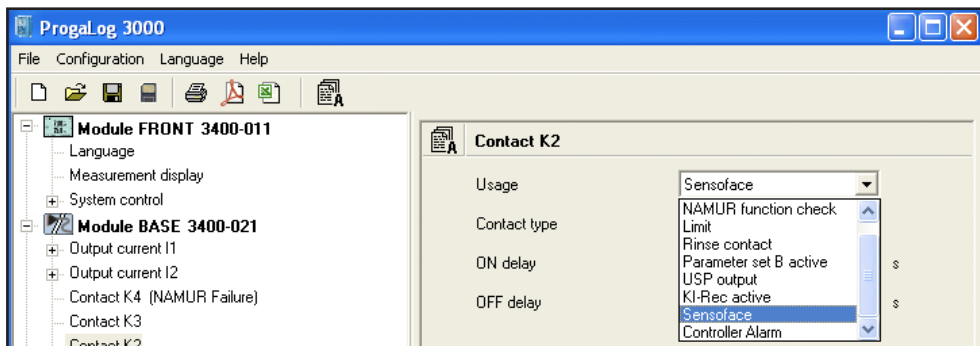 ProgaLog 3000
File Configuration Language Help
Module FRONT 3400-011
Language
Measurement display
System control
Module BASE 3400-021
Output current I1
Output current I2
Contact K4 (NAMUR Failure)
Contact K3
Contact K2
A
Contact K2
Usage
Sensoface
Contact type
ON delay
s
OFF delay
s
NAMUR function check
Limit
Rinse contact
Parameter set B active
USP output
KI-Rec active
Sensoface
Controller Alarm